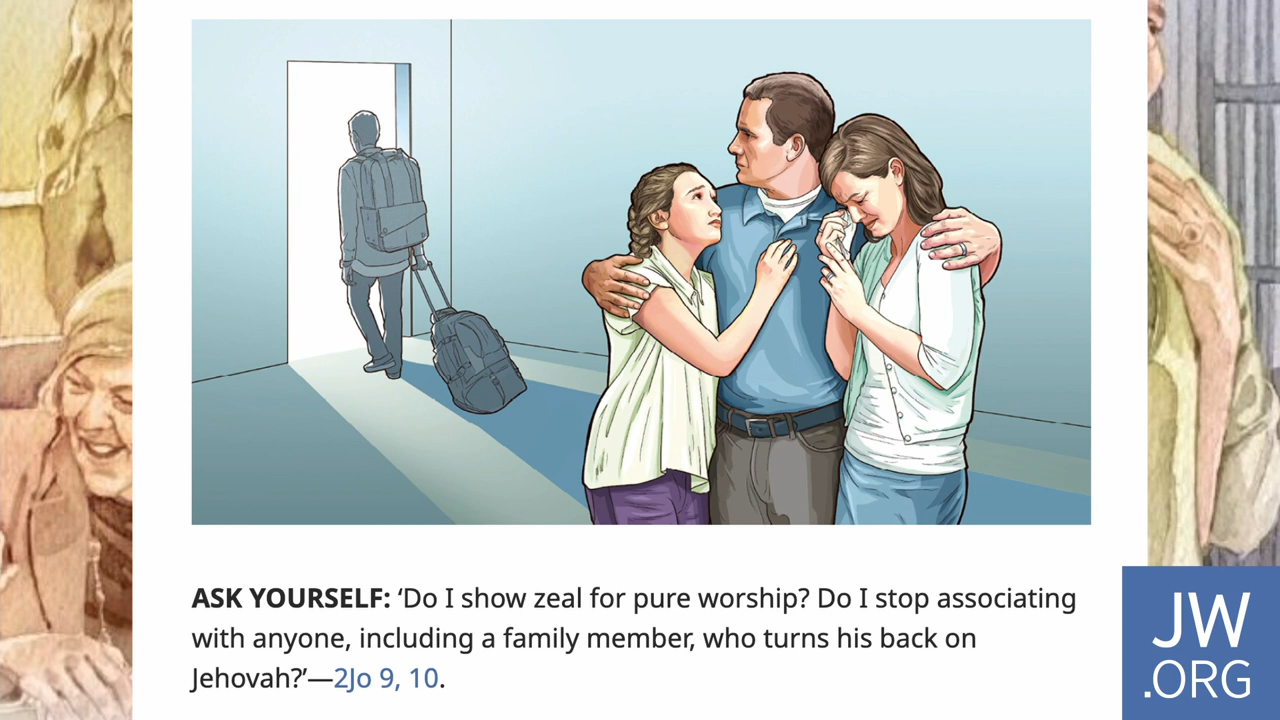 ASK YOURSELF: ‘Do I show zeal for pure worship? Do I stop associating
with anyone, including a family member, who turns his back on
Jehovah?’—2Jo 9, 10.
JW
.ORG